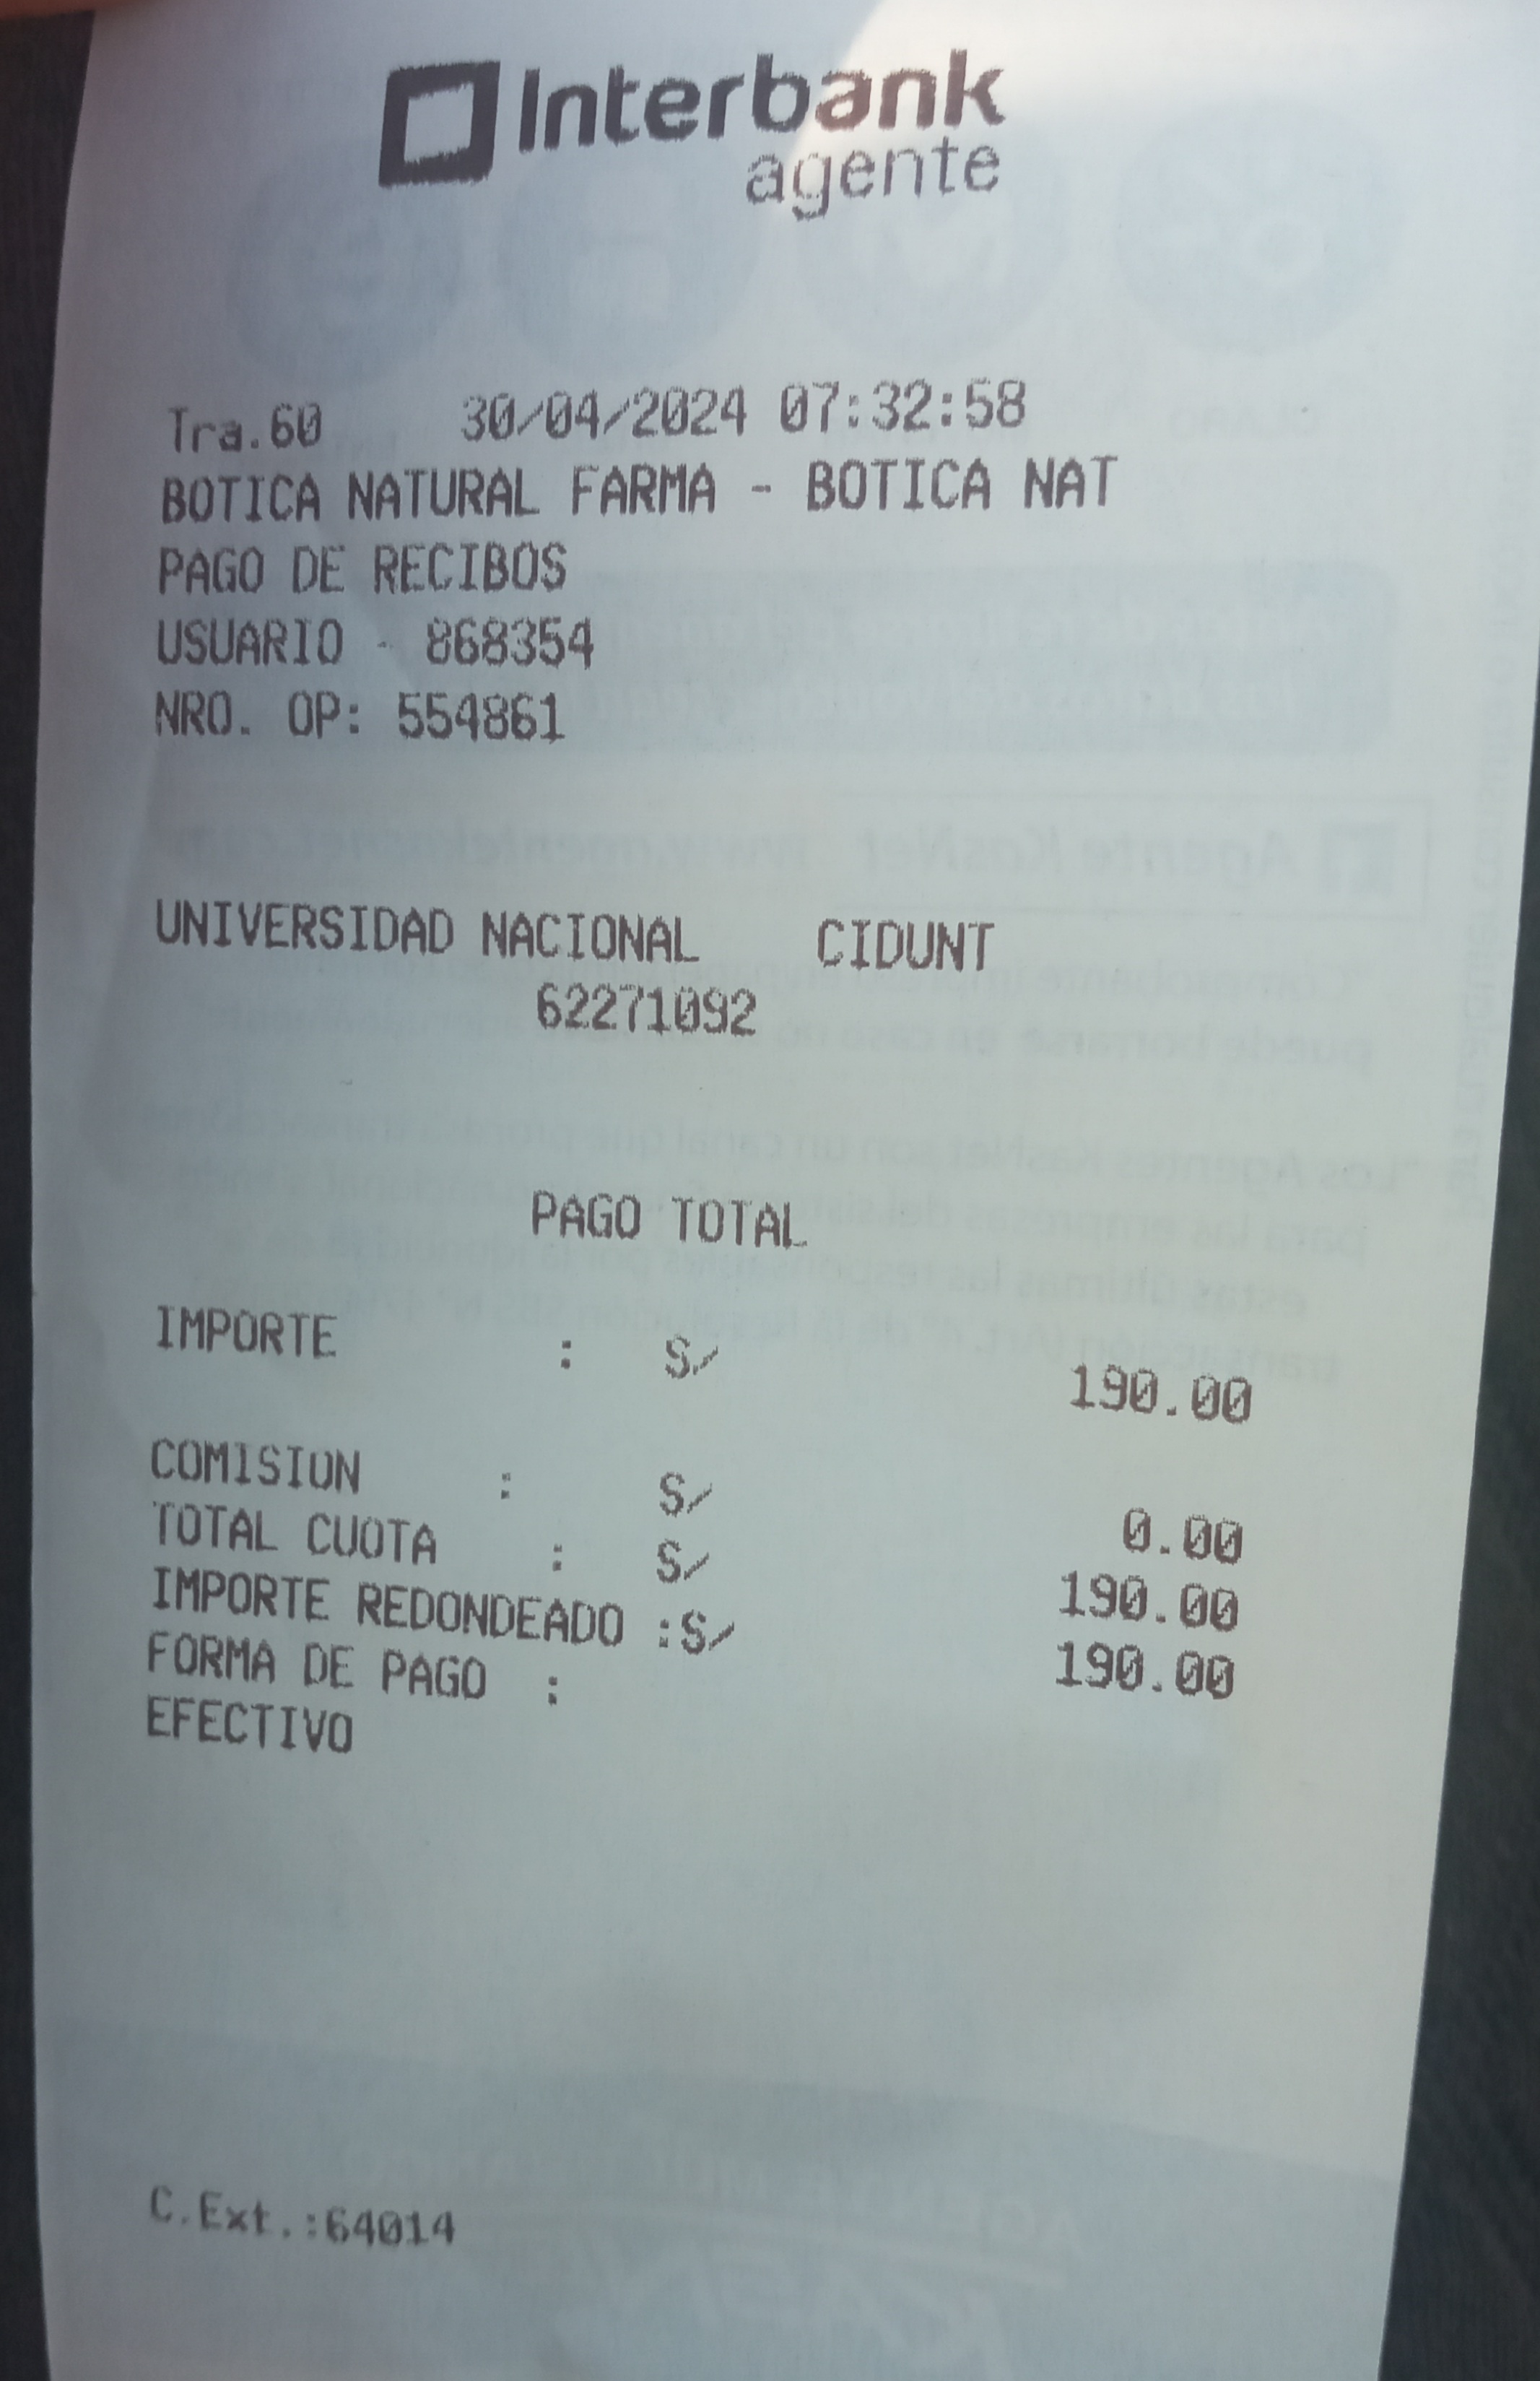 Interbank
agente
Tra.60 30/04/2024 07:32:58
BOTICA NATURAL FARMA - BOTICA NAT
PAGO DE RECIBOS
USUARIO - 868354
NRO. OP: 554861
UNIVERSIDAD NACIONAL CIDUNT
62271092
PAGO TOTAL
IMPORTE : S/ 190.00
COMISION : S/ 0.00
TOTAL CUOTA : S/ 190.00
IMPORTE REDONDEADO :S/ 190.00
FORMA DE PAGO :
EFECTIVO
C.Ext.:64014